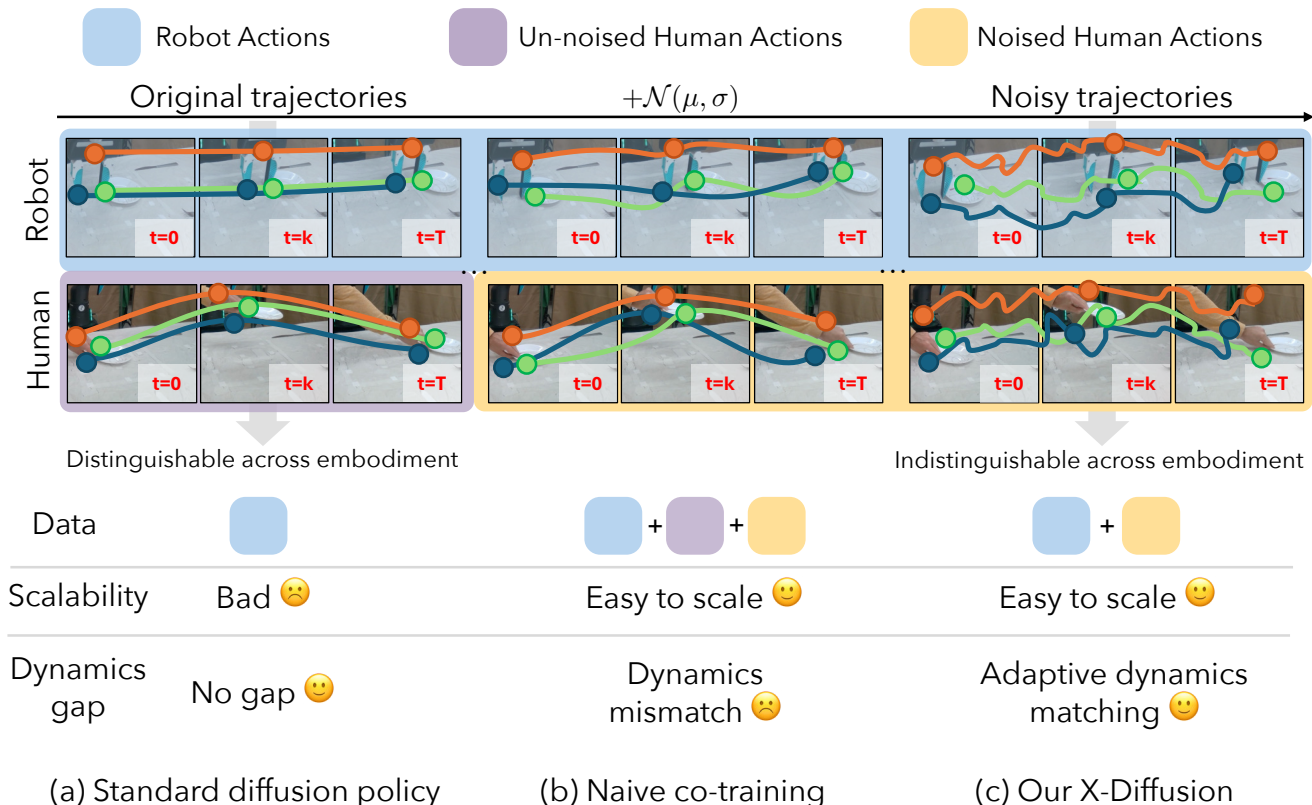 Robot Actions
Un-noised Human Actions
Noised Human Actions
Original trajectories
+𝒩(μ, σ)
Noisy trajectories
Robot
t=0
t=k
t=T
t=0
t=k
t=T
t=0
t=k
t=T
...
...
Human
t=0
t=k
t=T
t=0
t=k
t=T
t=0
t=k
t=T
Distinguishable across embodiment
Indistinguishable across embodiment
Data
+
+
+
Scalability
Bad 🙁
Easy to scale 🙂
Easy to scale 🙂
Dynamics
gap
No gap 🙂
Dynamics
mismatch 🙁
Adaptive dynamics
matching 🙂
(a) Standard diffusion policy
(b) Naive co-training
(c) Our X-Diffusion